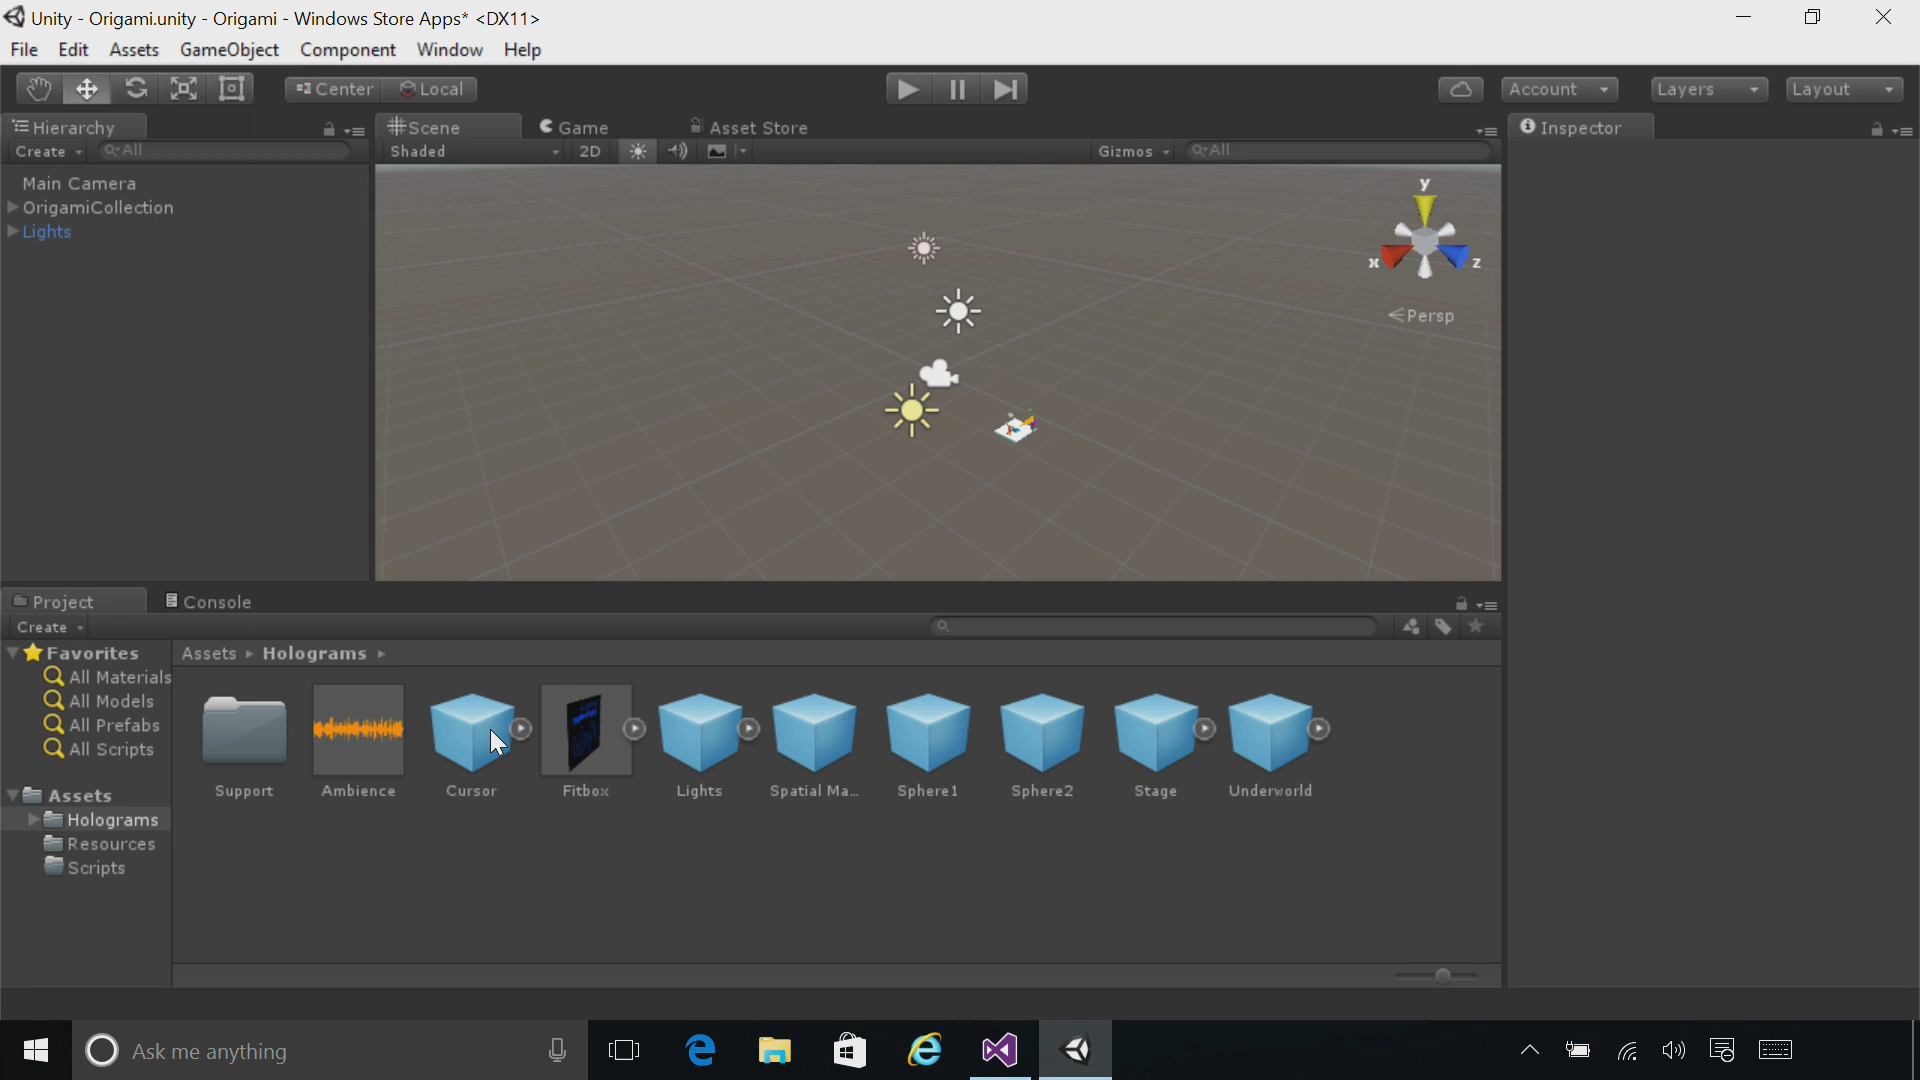 Unity - Origami.unity - Origami - Windows Store Apps* <DX11>
File Edit Assets GameObject Component Window Help
Center Local
Account Layers Layout
Hierarchy
Create All
Main Camera
OrigamiCollection
Lights
Scene Game Asset Store
Shaded 2D Gizmos All
y
x z
Persp
Inspector
Project Console
Create
Favorites
All Materials
All Models
All Prefabs
All Scripts
Assets
Holograms
Resources
Scripts
Assets Holograms
Support Ambience Cursor Fitbox Lights Spatial Ma... Sphere1 Sphere2 Stage Underworld
Ask me anything